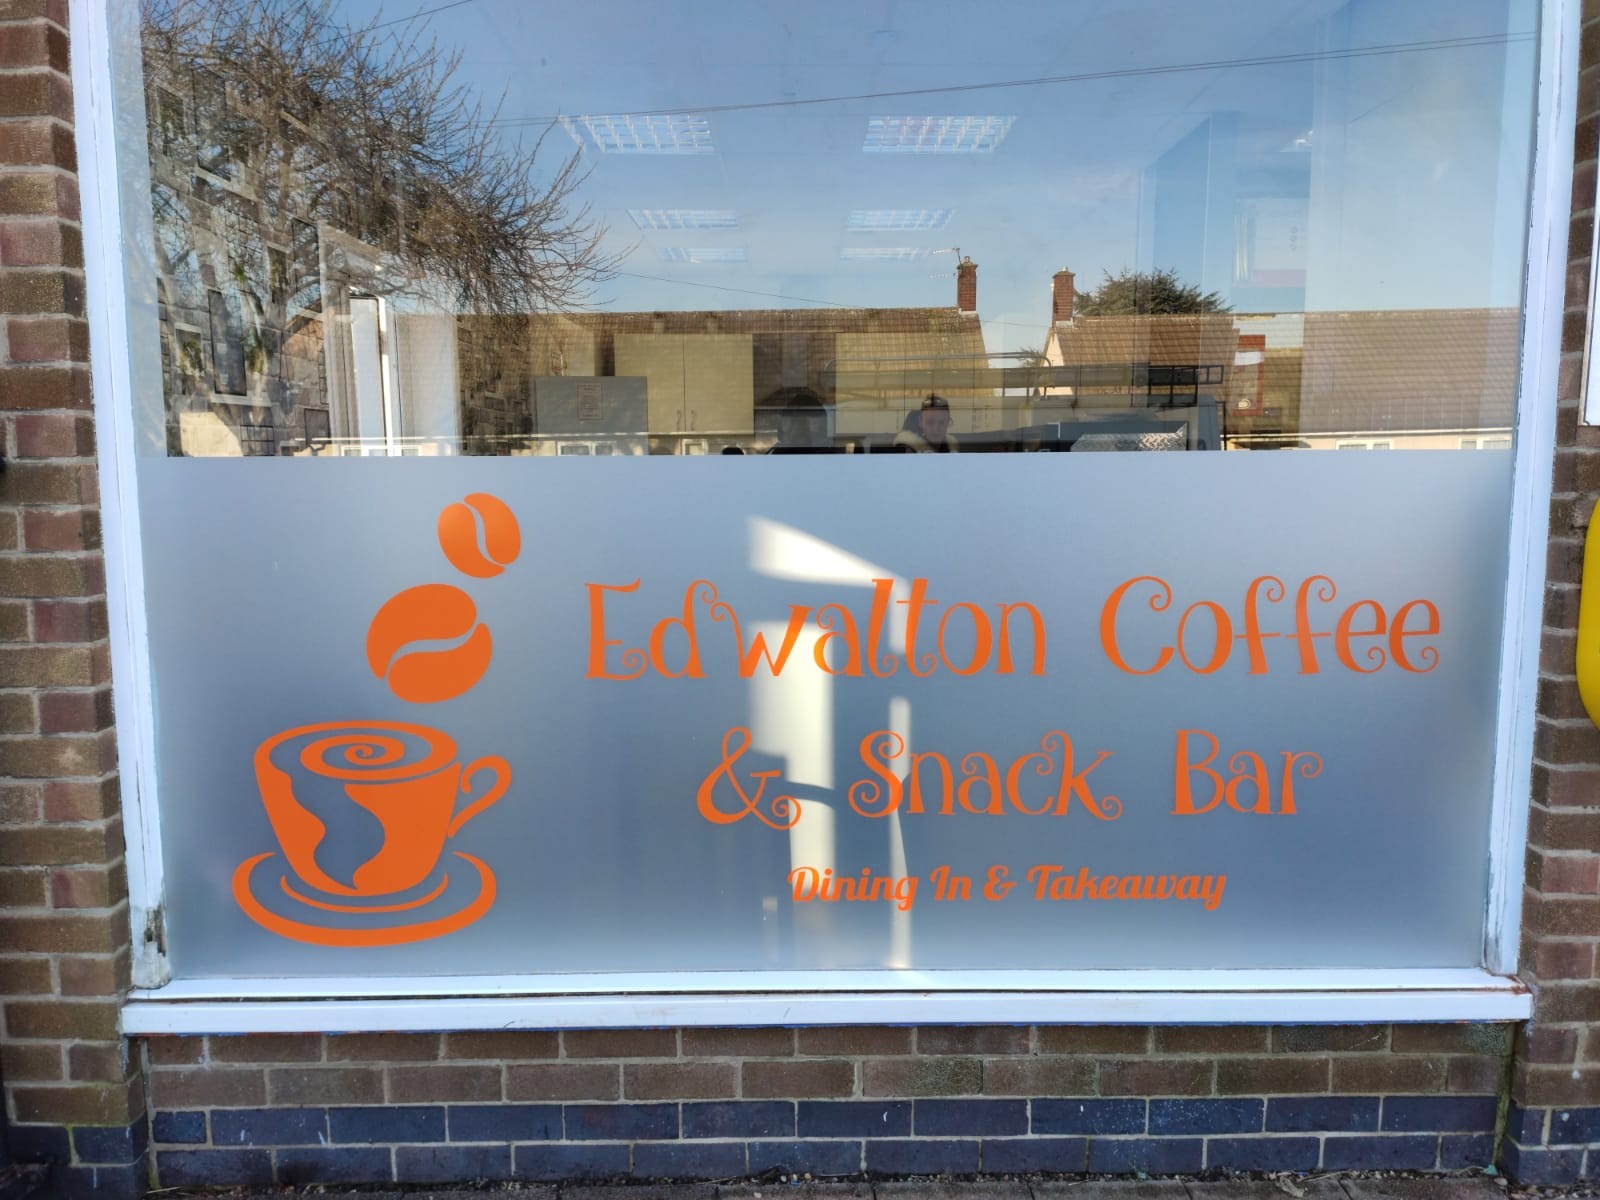 Edwalton Coffee
& Snack Bar
Dining In & Takeaway